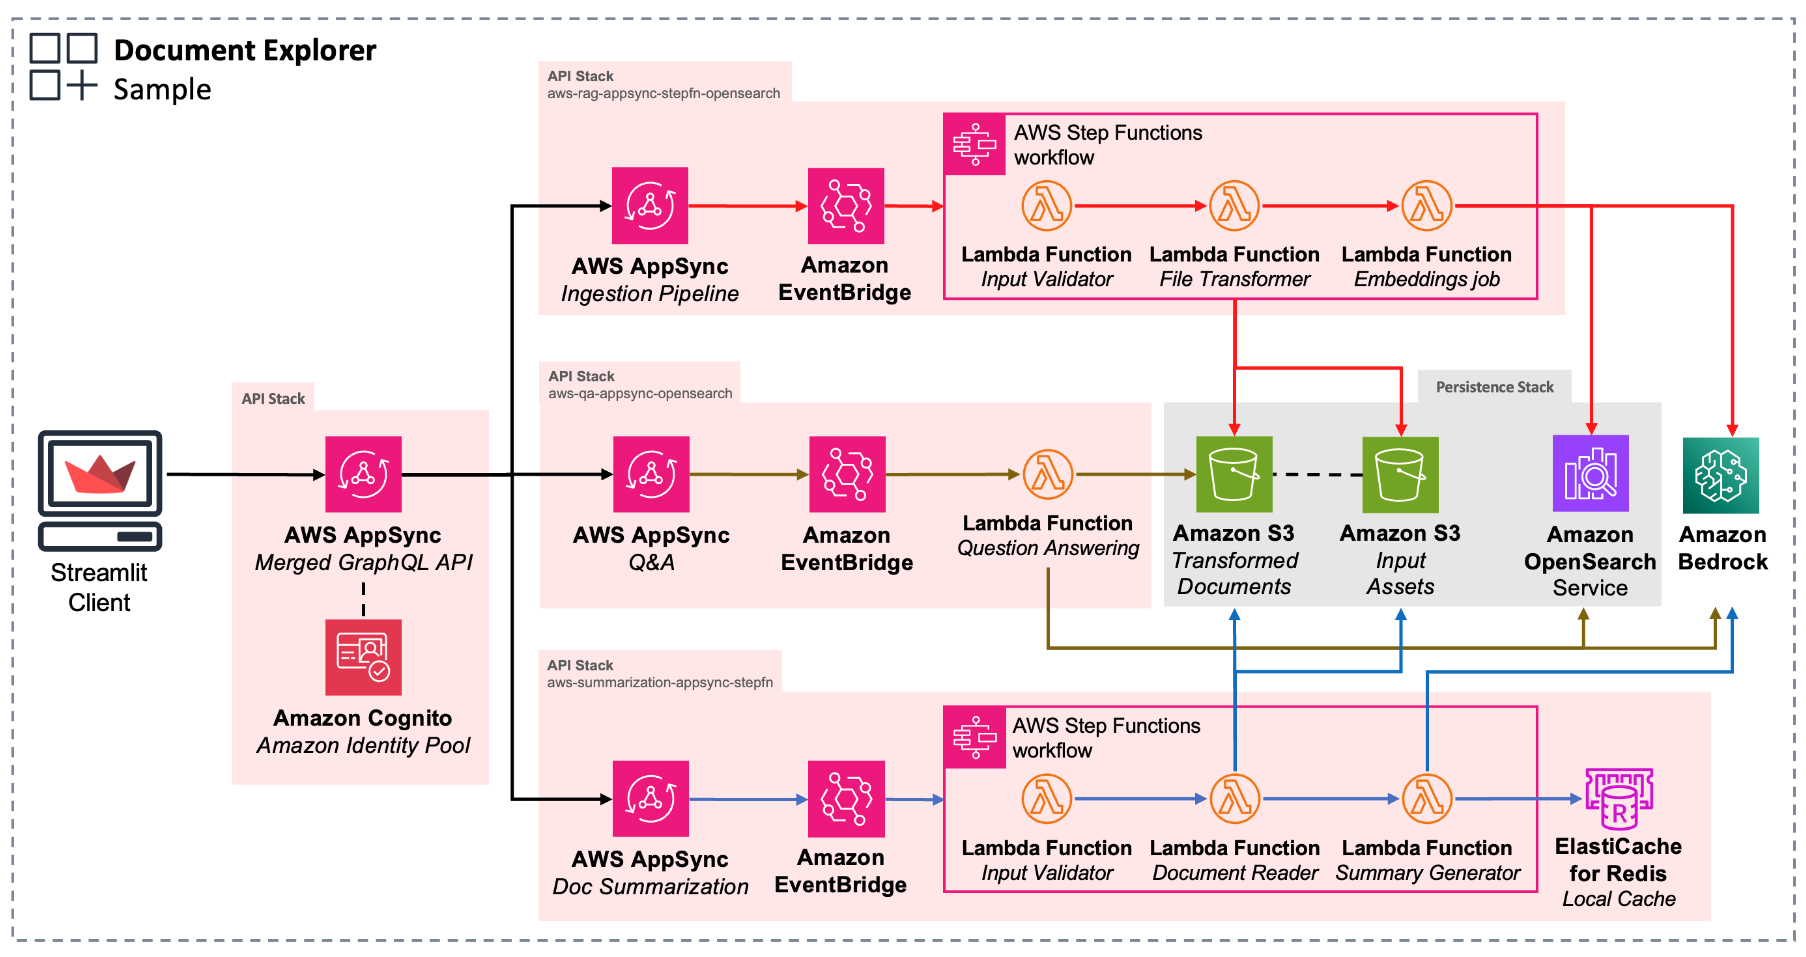 Document Explorer
Sample
API Stack
aws-rag-appsync-stepfn-opensearch
AWS Step Functions
workflow
AWS AppSync
Ingestion Pipeline
Amazon
EventBridge
Lambda Function
Input Validator
Lambda Function
File Transformer
Lambda Function
Embeddings job
API Stack
aws-qa-appsync-opensearch
Persistence Stack
API Stack
Streamlit
Client
AWS AppSync
Merged GraphQL API
AWS AppSync
Q&A
Amazon
EventBridge
Lambda Function
Question Answering
Amazon S3
Transformed
Documents
Amazon S3
Input
Assets
Amazon
OpenSearch
Service
Amazon
Bedrock
Amazon Cognito
Amazon Identity Pool
API Stack
aws-summarization-appsync-stepfn
AWS Step Functions
workflow
AWS AppSync
Doc Summarization
Amazon
EventBridge
Lambda Function
Input Validator
Lambda Function
Document Reader
Lambda Function
Summary Generator
R
ElastiCache
for Redis
Local Cache